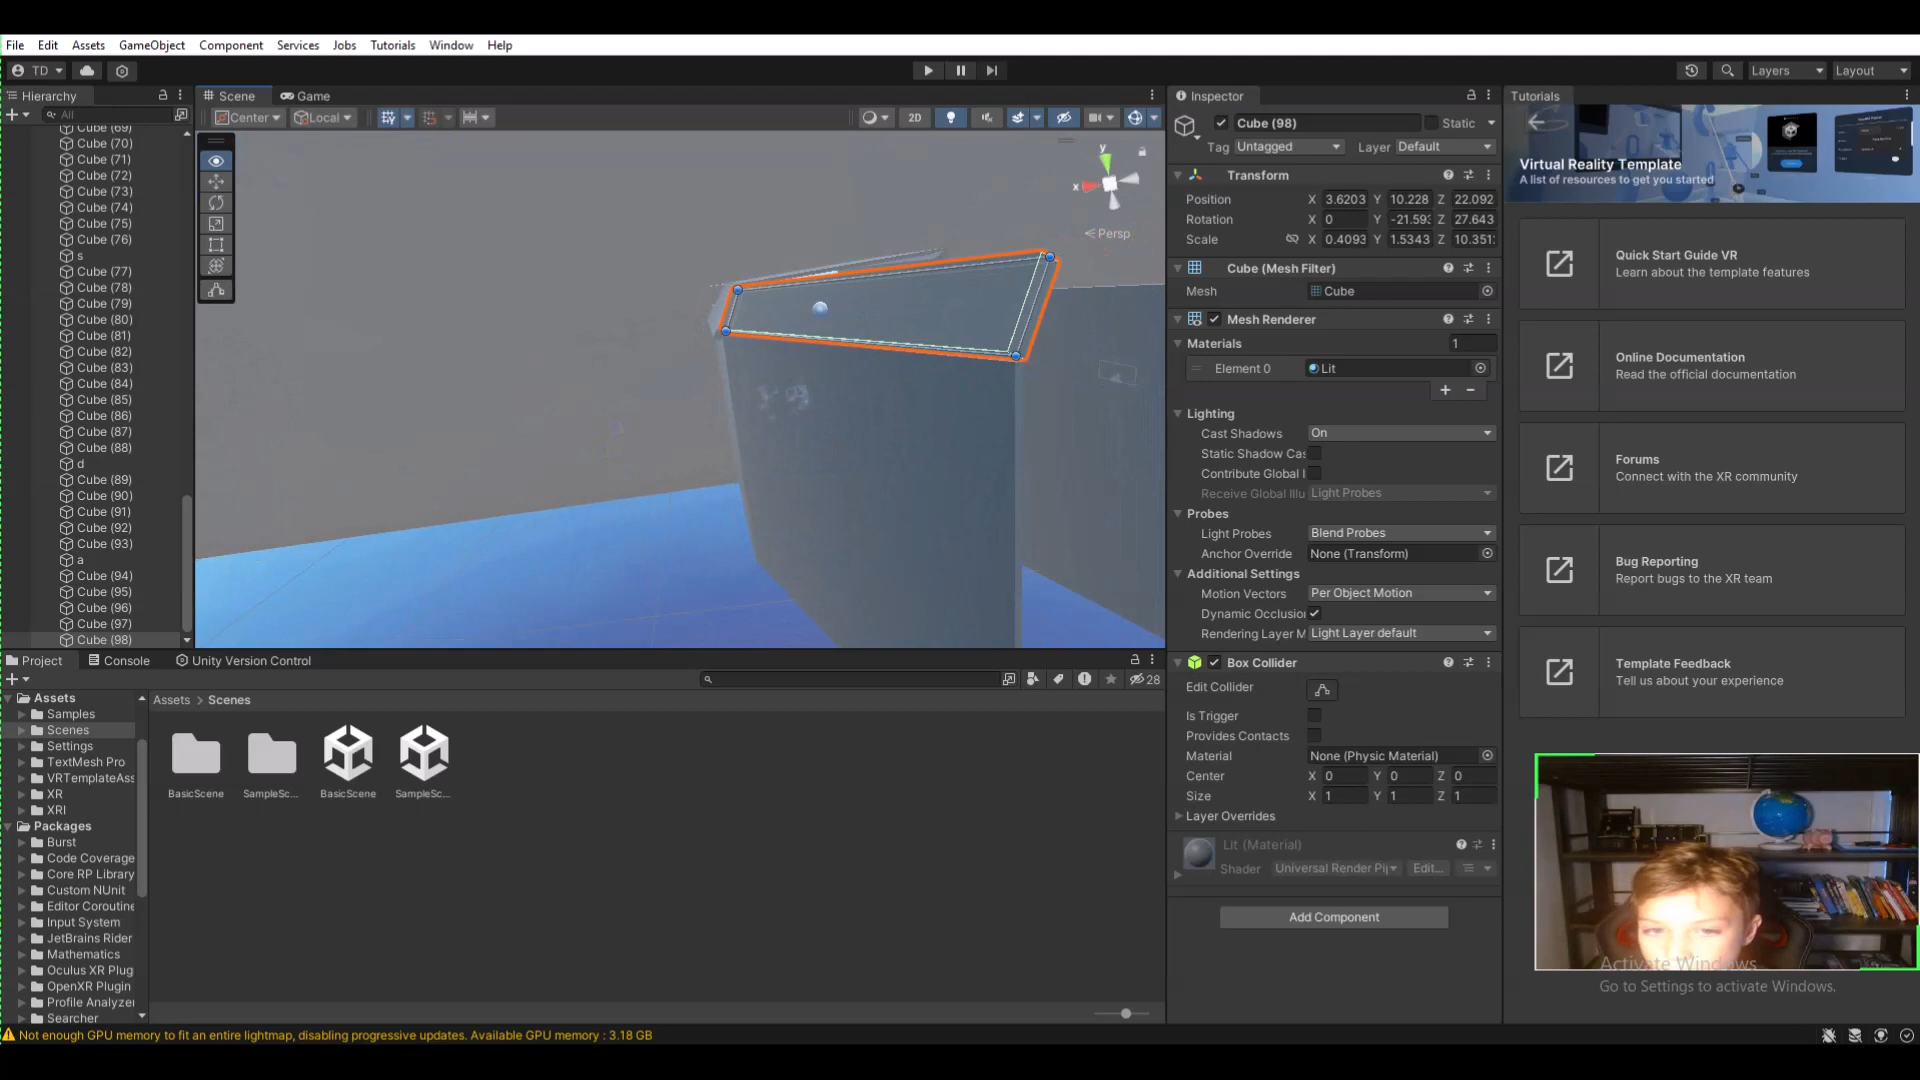 File Edit Assets GameObject Component Services Jobs Tutorials Window Help
TD Layers Layout
Hierarchy
All
Cube (69)
Cube (70)
Cube (71)
Cube (72)
Cube (73)
Cube (74)
Cube (75)
Cube (76)
s
Cube (77)
Cube (78)
Cube (79)
Cube (80)
Cube (81)
Cube (82)
Cube (83)
Cube (84)
Cube (85)
Cube (86)
Cube (87)
Cube (88)
d
Cube (89)
Cube (90)
Cube (91)
Cube (92)
Cube (93)
a
Cube (94)
Cube (95)
Cube (96)
Cube (97)
Cube (98)
Scene Game
Center Local 2D
y
x
Persp
Inspector
Cube (98) Static
Tag Untagged Layer Default
Transform
Position X 3.6203 Y 10.228 Z 22.092
Rotation X 0 Y -21.593 Z 27.643
Scale X 0.4093 Y 1.5343 Z 10.351
Cube (Mesh Filter)
Mesh Cube
Mesh Renderer
Materials 1
Element 0 Lit
Lighting
Cast Shadows On
Static Shadow Cas
Contribute Global I
Receive Global Illu Light Probes
Probes
Light Probes Blend Probes
Anchor Override None (Transform)
Additional Settings
Motion Vectors Per Object Motion
Dynamic Occlusio
Rendering Layer M Light Layer default
Box Collider
Edit Collider
Is Trigger
Provides Contacts
Material None (Physic Material)
Center X 0 Y 0 Z 0
Size X 1 Y 1 Z 1
Layer Overrides
Lit (Material)
Shader Universal Render Pi Edit...
Add Component
Tutorials
Virtual Reality Template
A list of resources to get you started
Quick Start Guide VR
Learn about the template features
Online Documentation
Read the official documentation
Forums
Connect with the XR community
Bug Reporting
Report bugs to the XR team
Template Feedback
Tell us about your experience
Activate Windows
Go to Settings to activate Windows.
Project Console Unity Version Control
28
Assets
Samples
Scenes
Settings
TextMesh Pro
VRTemplateAss
XR
XRI
Packages
Burst
Code Coverage
Core RP Library
Custom NUnit
Editor Coroutine
Input System
JetBrains Rider
Mathematics
Oculus XR Plug
OpenXR Plugin
Profile Analyzer
Searcher
Assets > Scenes
BasicScene SampleSc... BasicScene SampleSc...
Not enough GPU memory to fit an entire lightmap, disabling progressive updates. Available GPU memory : 3.18 GB